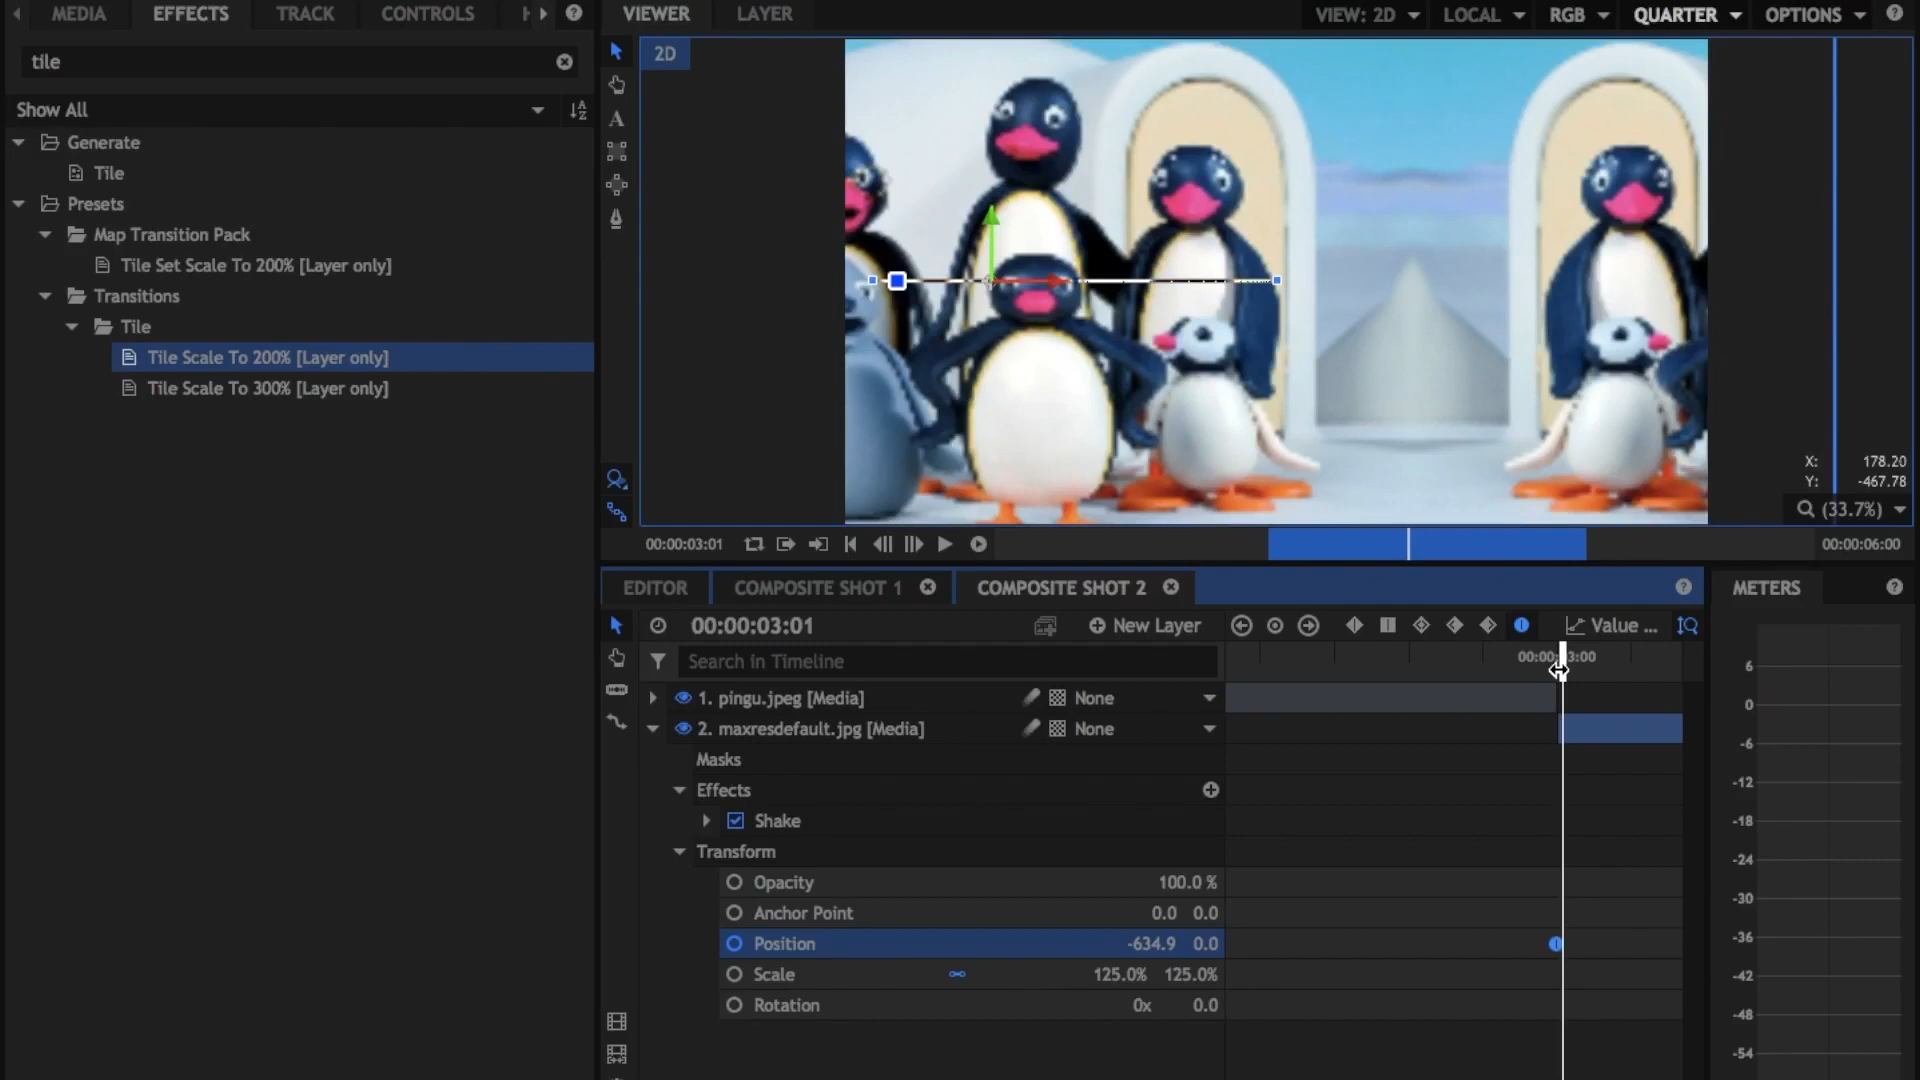 MEDIA EFFECTS TRACK CONTROLS
tile
Show All
Generate
Tile
Presets
Map Transition Pack
Tile Set Scale To 200% [Layer only]
Transitions
Tile
Tile Scale To 200% [Layer only]
Tile Scale To 300% [Layer only]
VIEWER LAYER VIEW: 2D LOCAL RGB QUARTER OPTIONS
2D
X: 178.20
Y: -467.78
(33.7%)
00:00:03:01 00:00:06:00
EDITOR COMPOSITE SHOT 1 COMPOSITE SHOT 2
00:00:03:01 New Layer Value ...
Search in Timeline
1. pingu.jpeg [Media] None
2. maxresdefault.jpg [Media] None
Masks
Effects
Shake
Transform
Opacity 100.0 %
Anchor Point 0.0 0.0
Position -634.9 0.0
Scale 125.0% 125.0%
Rotation 0x 0.0
METERS
6
0
-6
-12
-18
-24
-30
-36
-42
-48
-54